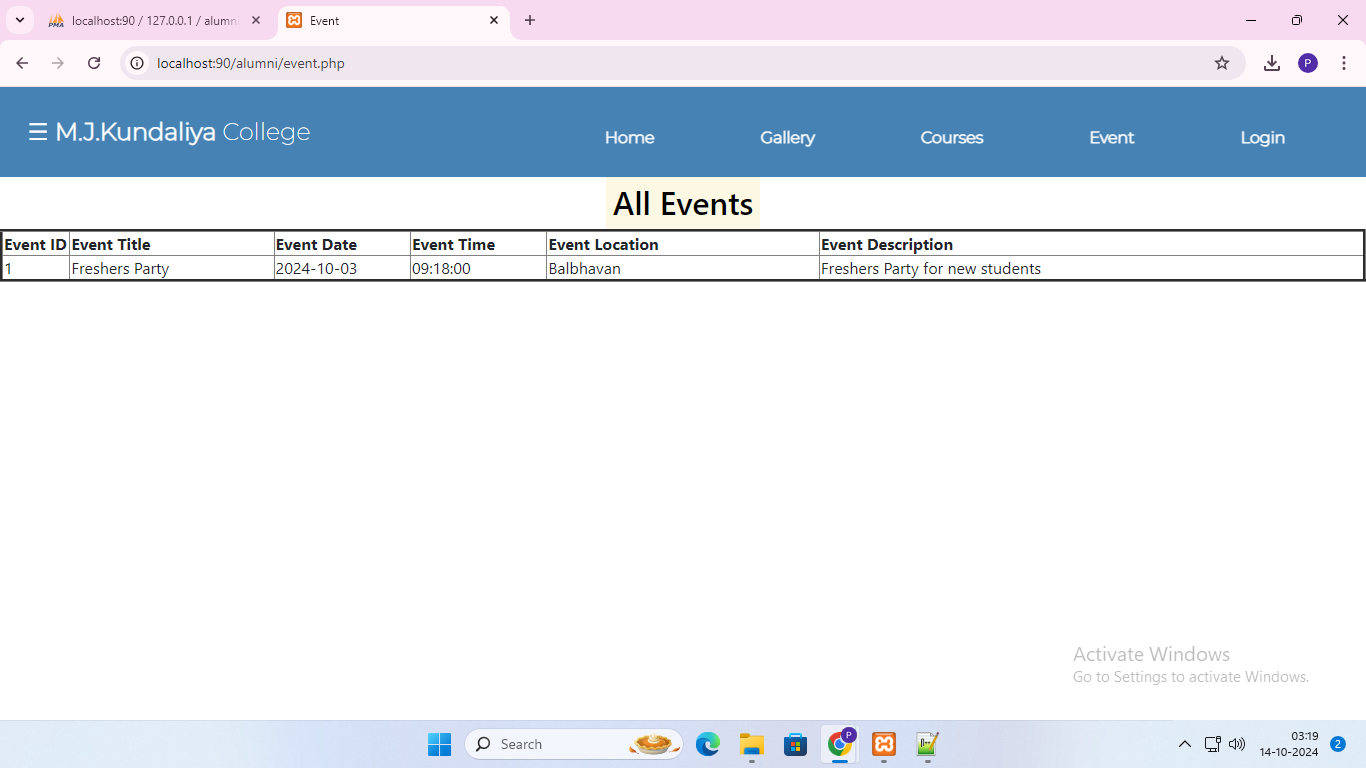 localhost:90 / 127.0.0.1 / alumn
Event
localhost:90/alumni/event.php
P
☰ M.J.Kundaliya College
Home Gallery Courses Event Login
All Events
Event ID Event Title Event Date Event Time Event Location Event Description
1 Freshers Party 2024-10-03 09:18:00 Balbhavan Freshers Party for new students
Activate Windows
Go to Settings to activate Windows.
Search
P
03:19
14-10-2024
2